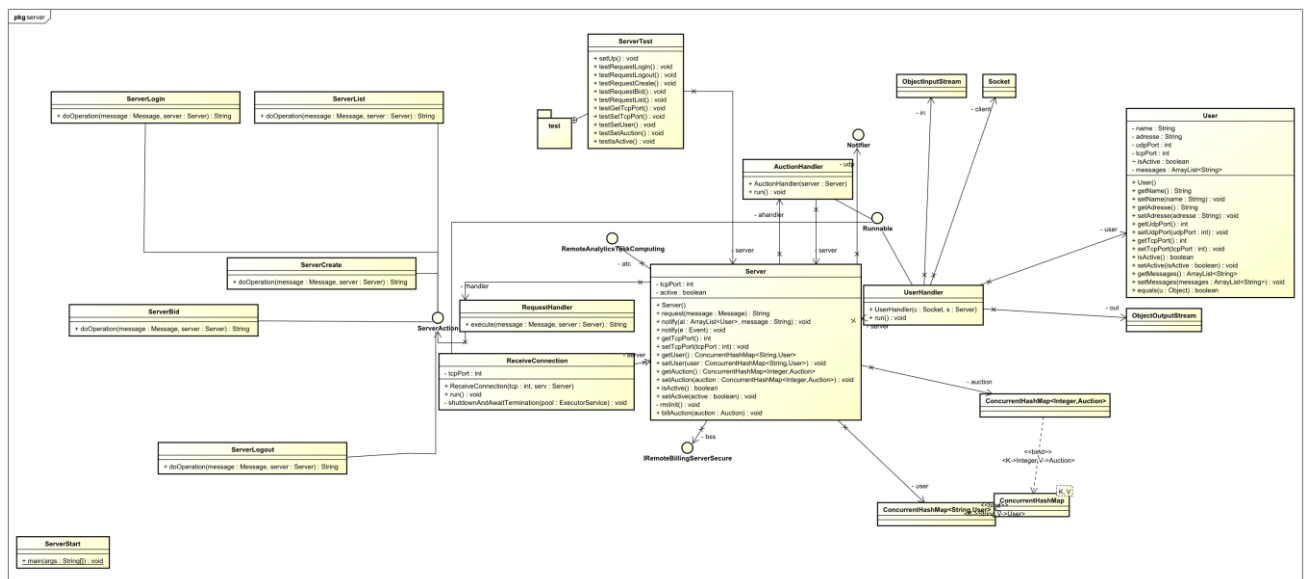 pkg server
ServerTest
+ setUp() : void
+ testRequestLogin() : void
+ testRequestLogout() : void
+ testRequestCreate() : void
+ testRequestBid() : void
+ testRequestList() : void
+ testGetTcpPort() : void
+ testSetTcpPort() : void
+ testSetUser() : void
+ testSetAuction() : void
+ testIsActive() : void
test
ServerLogin
+ doOperation(message : Message, server : Server) : String
ServerList
+ doOperation(message : Message, server : Server) : String
ObjectInputStream
Socket
- in
- client
User
- name : String
- adresse : String
- udpPort : int
- tcpPort : int
~ isActive : boolean
- messages : ArrayList<String>
+ User()
+ getName() : String
+ setName(name : String) : void
+ getAdresse() : String
+ setAdresse(adresse : String) : void
+ getUdpPort() : int
+ setUdpPort(udpPort : int) : void
+ getTcpPort() : int
+ setTcpPort(tcpPort : int) : void
+ isActive() : boolean
+ setActive(isActive : boolean) : void
+ getMessages() : ArrayList<String>
+ setMessages(messages : ArrayList<String>) : void
+ equals(u : Object) : boolean
Notifier
- udp
AuctionHandler
+ AuctionHandler(server : Server)
+ run() : void
- ahandler
Runnable
- user
RemoteAnalyticsTaskComputing
- atc
- server
- server
ServerCreate
+ doOperation(message : Message, server : Server) : String
- handler
Server
- tcpPort : int
- active : boolean
+ Server()
+ request(message : Message) : String
+ notify(al : ArrayList<User>, message : String) : void
+ notify(e : Event) : void
+ getTcpPort() : int
+ setTcpPort(tcpPort : int) : void
+ getUser() : ConcurrentHashMap<String,User>
+ setUser(user : ConcurrentHashMap<String,User>) : void
+ getAuction() : ConcurrentHashMap<Integer,Auction>
+ setAuction(auction : ConcurrentHashMap<Integer,Auction>) : void
+ isActive() : boolean
+ setActive(active : boolean) : void
- rmiInit() : void
+ billAuction(auction : Auction) : void
UserHandler
+ UserHandler(c : Socket, s : Server)
+ run() : void
- server
- out
ObjectOutputStream
ServerBid
+ doOperation(message : Message, server : Server) : String
RequestHandler
+ execute(message : Message, server : Server) : String
ServerAction
ReceiveConnection
- tcpPort : int
+ ReceiveConnection(tcp : int, serv : Server)
+ run() : void
- shutdownAndAwaitTermination(pool : ExecutorService) : void
- server
- auction
ConcurrentHashMap<Integer,Auction>
ServerLogout
+ doOperation(message : Message, server : Server) : String
- bss
IRemoteBillingServerSecure
<<bind>>
<K->Integer,V->Auction>
- user
K, V
ConcurrentHashMap
ConcurrentHashMap<String,User>
ServerStart
+ main(args : String[]) : void